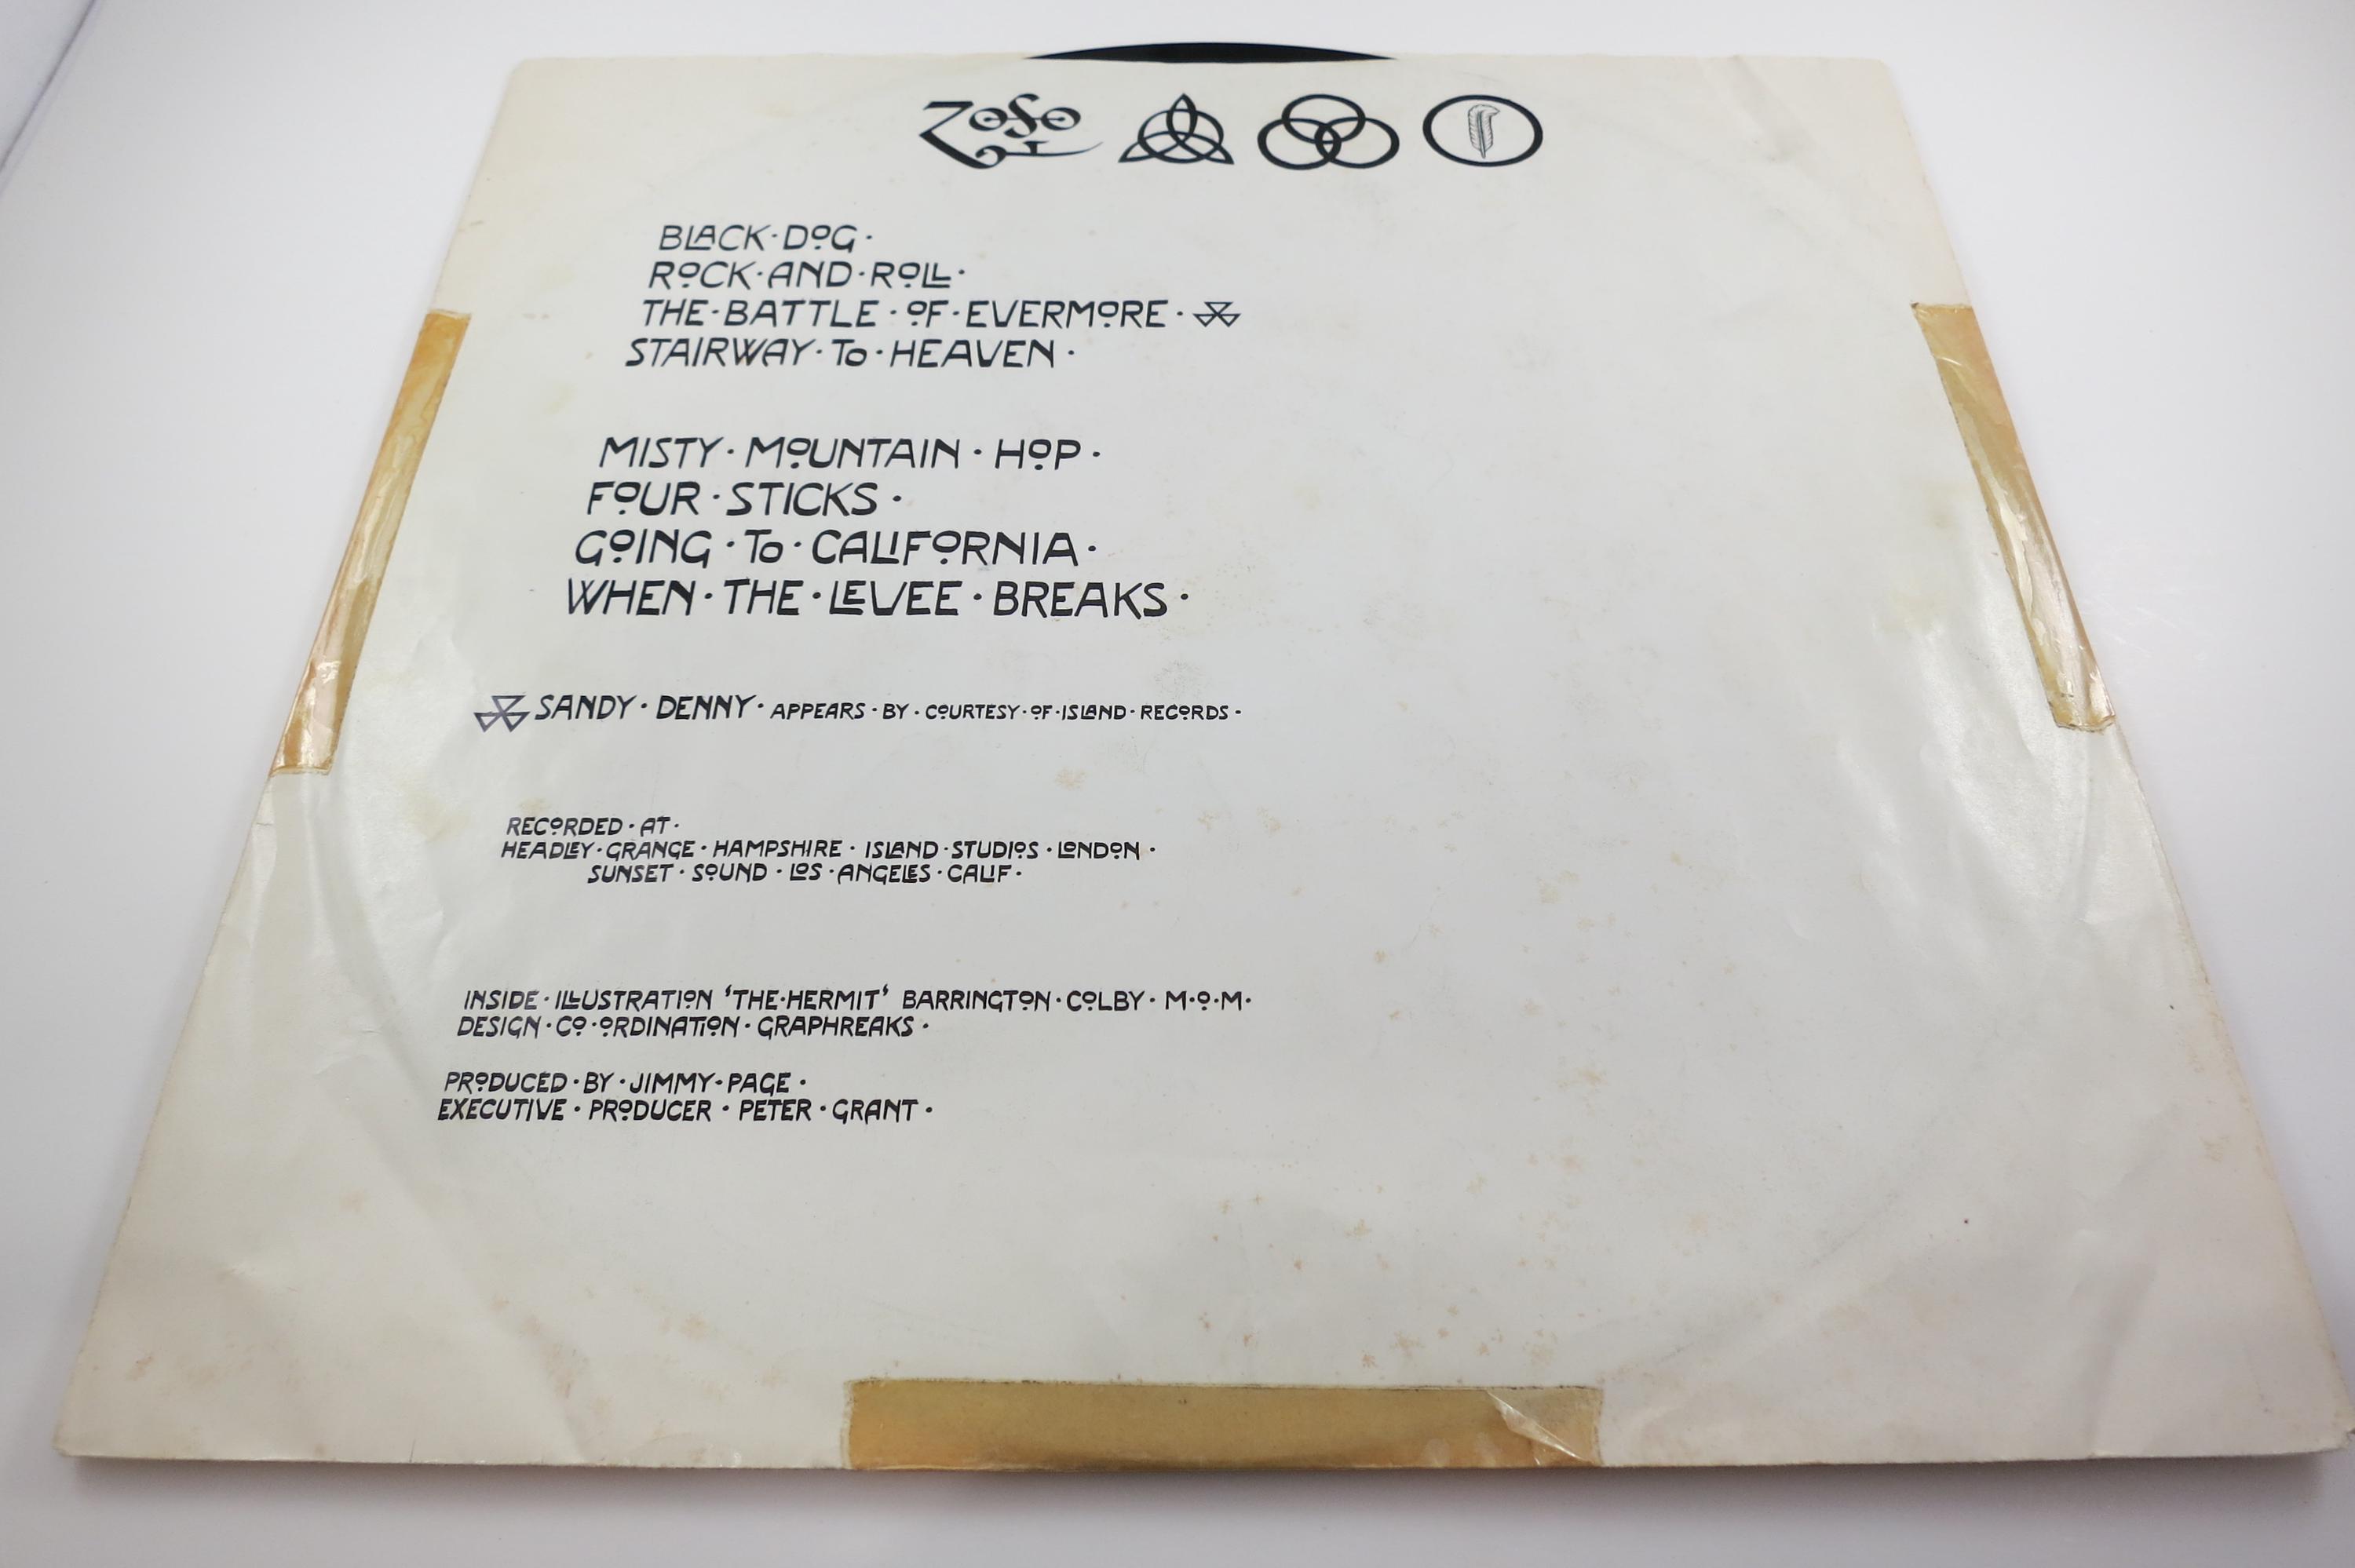 ZoSo
BLACK·DOG·
ROCK·AND·ROLL·
THE·BATTLE·OF·EVERMORE·
STAIRWAY·To·HEAVEN·
MISTY·MOUNTAIN·HOP·
FOUR·STICKS·
GOING·To·CALIFORNIA·
WHEN·THE·LEVEE·BREAKS·
SANDY·DENNY·APPEARS·BY·COURTESY·OF·ISLAND·RECORDS·
RECORDED·AT·
HEADLEY·GRANGE·HAMPSHIRE·ISLAND·STUDIOS·LONDON·
SUNSET·SOUND·LOS·ANGELES·CALIF·
INSIDE·ILLUSTRATION 'THE·HERMIT' BARRINGTON·COLBY·M·O·M·
DESIGN·CO·ORDINATION·GRAPHREAKS·
PRODUCED·BY·JIMMY·PAGE·
EXECUTIVE·PRODUCER·PETER·GRANT·